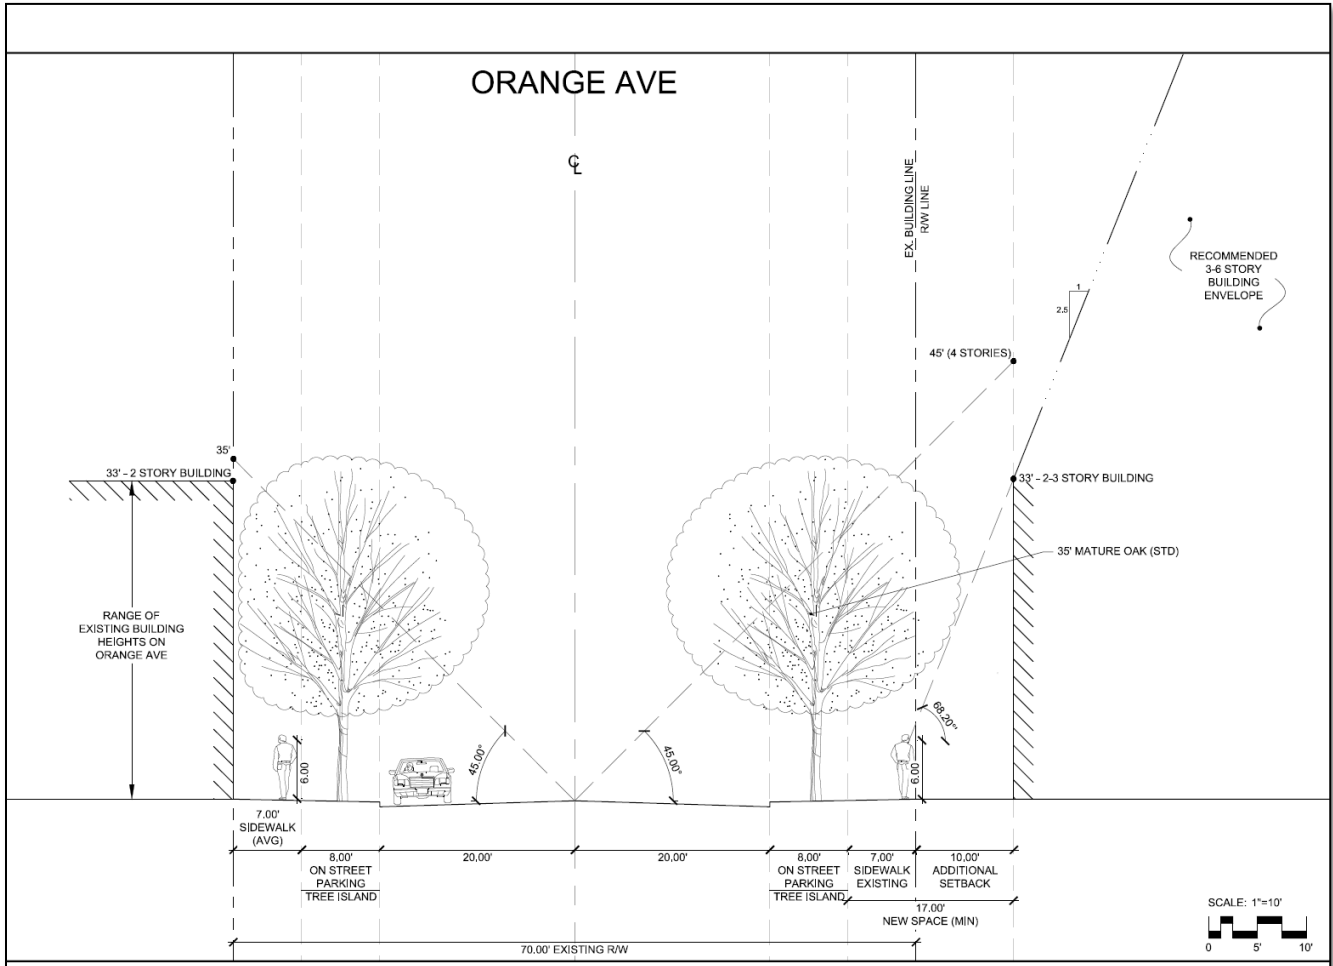 ORANGE AVE
℄
EX. BUILDING LINE
R/W LINE
RECOMMENDED
3-6 STORY
BUILDING
ENVELOPE
1
2.5
45' (4 STORIES)
35'
33' - 2 STORY BUILDING
33' - 2-3 STORY BUILDING
35' MATURE OAK (STD)
RANGE OF
EXISTING BUILDING
HEIGHTS ON
ORANGE AVE
68.20°
6.00
45.00°
45.00°
6.00
7.00'
SIDEWALK
(AVG)
8.00'
ON STREET
PARKING
TREE ISLAND
20.00'
20.00'
8.00'
ON STREET
PARKING
TREE ISLAND
7.00'
SIDEWALK
EXISTING
10.00'
ADDITIONAL
SETBACK
17.00'
NEW SPACE (MIN)
70.00' EXISTING R/W
SCALE: 1"=10'
0 5' 10'